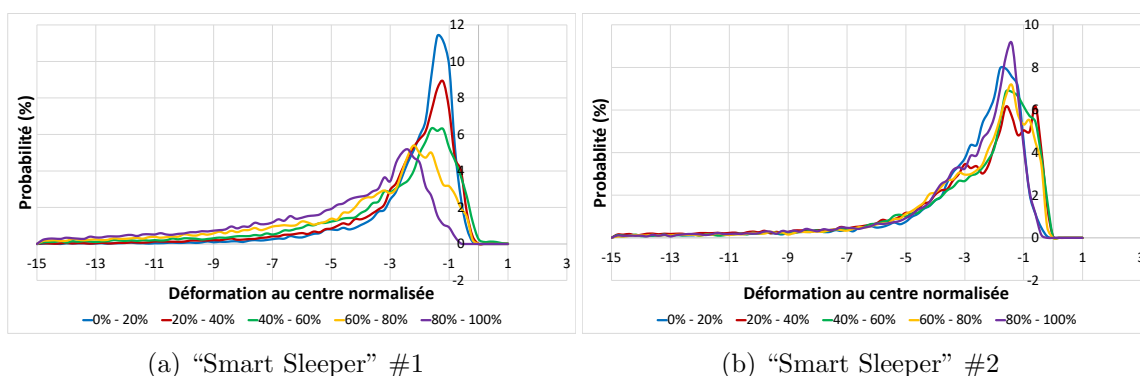 12
10
8
6
4
2
0
-2
-15 -13 -11 -9 -7 -5 -3 -1 1 3
Probabilité (%)
Déformation au centre normalisée
0% - 20% 20% - 40% 40% - 60% 60% - 80% 80% - 100%
(a) “Smart Sleeper” #1
10
8
6
4
2
0
-2
-15 -13 -11 -9 -7 -5 -3 -1 1 3
Probabilité (%)
Déformation au centre normalisée
0% - 20% 20% - 40% 40% - 60% 60% - 80% 80% - 100%
(b) “Smart Sleeper” #2